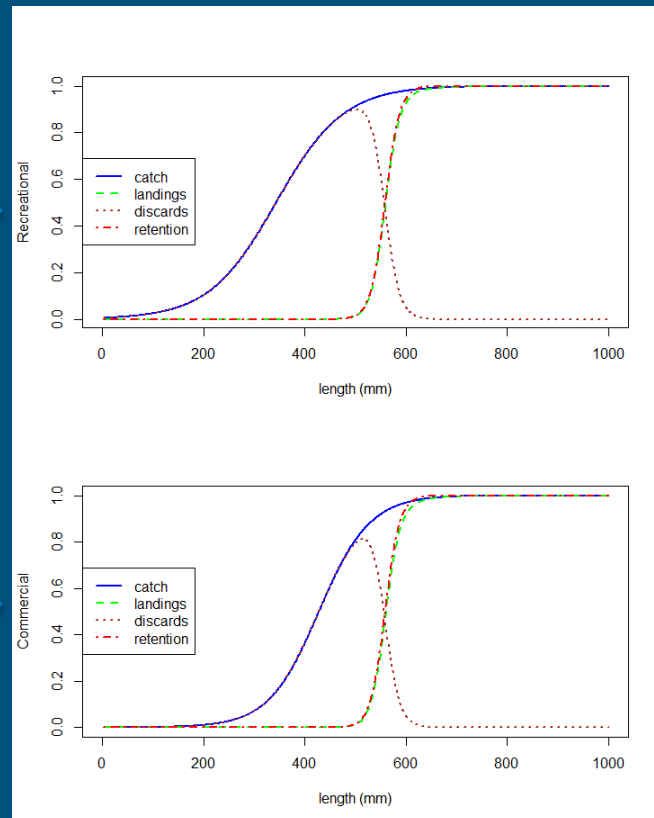 Recreational
1.0
0.8
0.6
0.4
0.2
0.0
catch
landings
discards
retention
0 200 400 600 800 1000
length (mm)
Commercial
1.0
0.8
0.6
0.4
0.2
0.0
catch
landings
discards
retention
0 200 400 600 800 1000
length (mm)